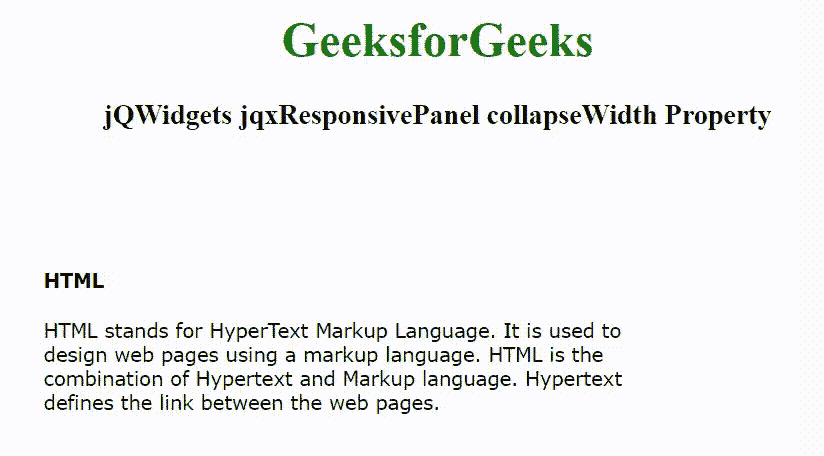 GeeksforGeeks
jQWidgets jqxResponsivePanel collapseWidth Property
HTML
HTML stands for HyperText Markup Language. It is used to
design web pages using a markup language. HTML is the
combination of Hypertext and Markup language. Hypertext
defines the link between the web pages.